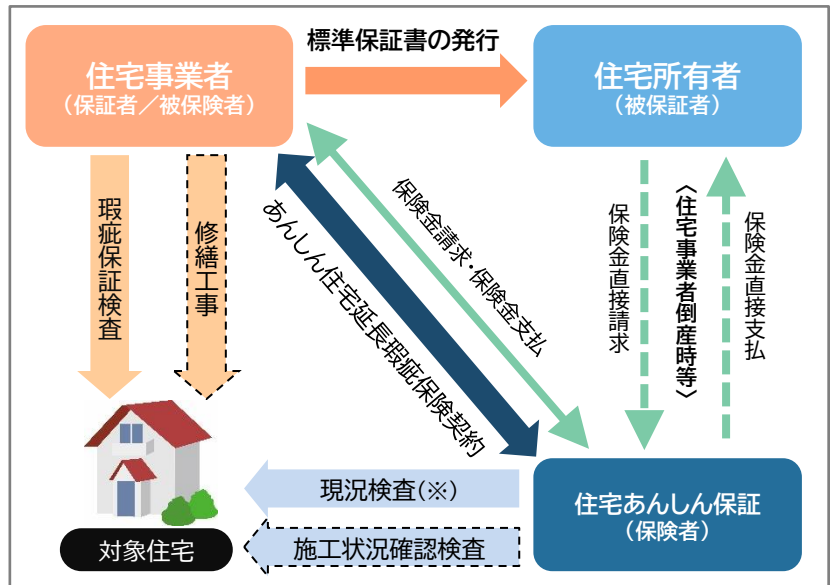 標準保証書の発行
住宅事業者
（保証者／被保険者）
住宅所有者
（被保証者）
瑕疵保証検査
修繕工事
保険金請求・保険金支払
あんしん住宅延長瑕疵保険契約
保険金直接請求
〈住宅事業者倒産時等〉
保険金直接支払
現況検査(※)
施工状況確認検査
対象住宅
住宅あんしん保証
（保険者）